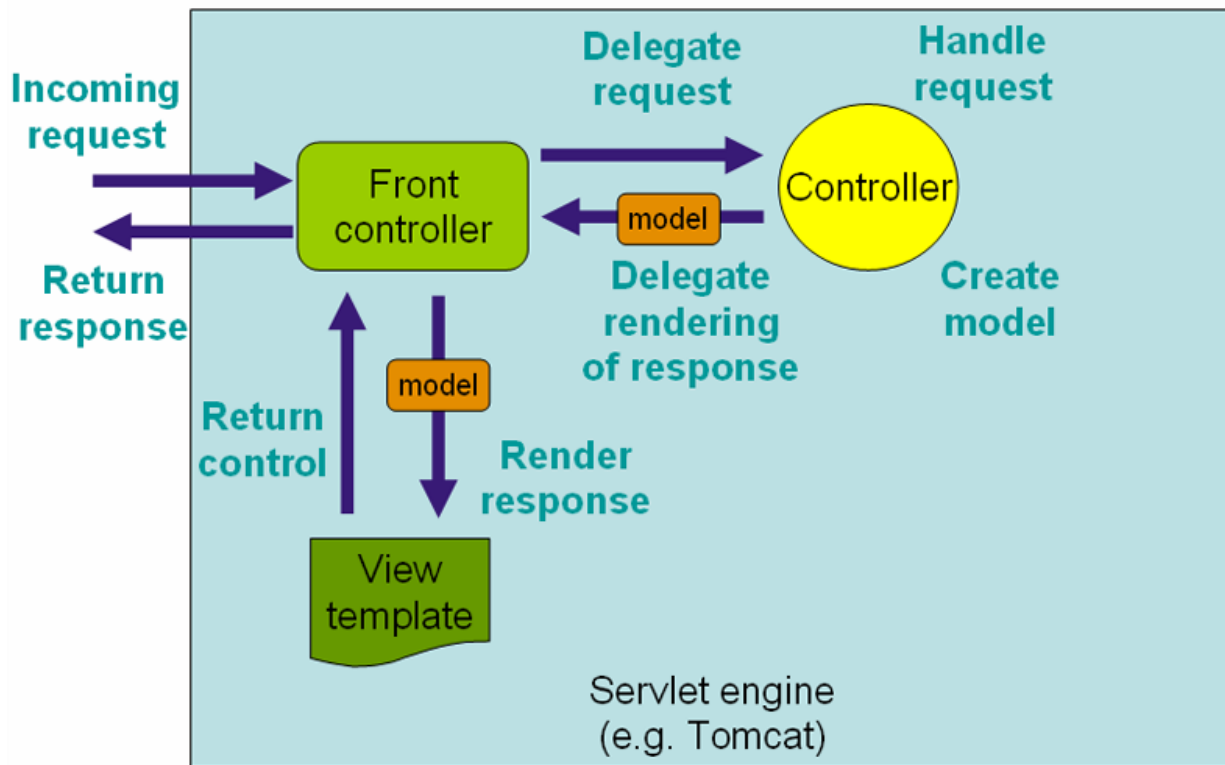 Incoming
request
Return
response
Front
controller
Delegate
request
Handle
request
Controller
model
Delegate
rendering
of response
Create
model
Return
control
model
Render
response
View
template
Servlet engine
(e.g. Tomcat)